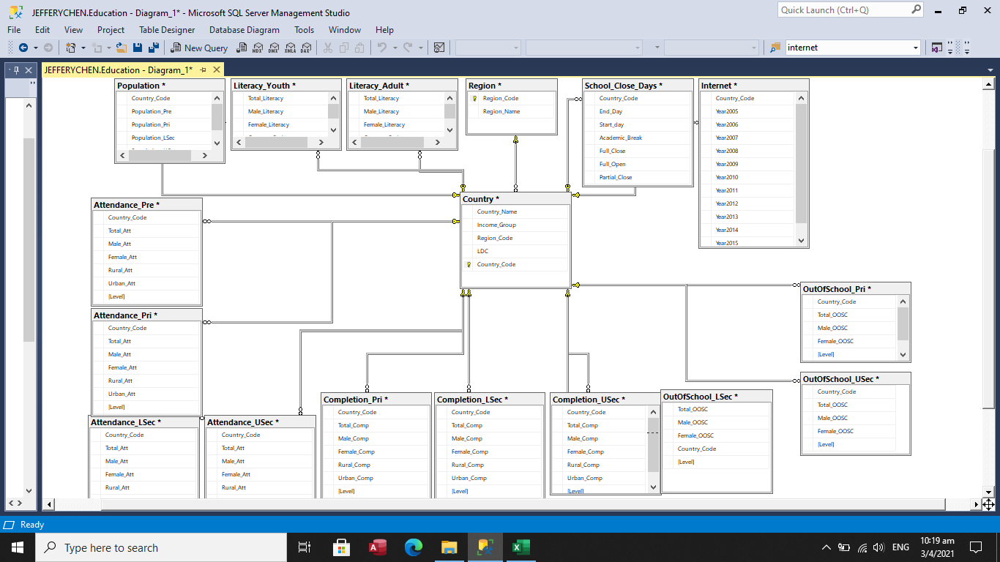 JEFFERYCHEN.Education - Diagram_1* - Microsoft SQL Server Management Studio
Quick Launch (Ctrl+Q)
File Edit View Project Table Designer Database Diagram Tools Window Help
New Query
MDX DMX XMLA DAX
internet
JEFFERYCHEN.Education - Diagram_1*
Population *
Country_Code
Population_Pre
Population_Pri
Population_LSec
Literacy_Youth *
Total_Literacy
Male_Literacy
Female_Literacy
Literacy_Adult *
Total_Literacy
Male_Literacy
Female_Literacy
Region *
Region_Code
Region_Name
School_Close_Days *
Country_Code
End_Day
Start_day
Academic_Break
Full_Close
Full_Open
Partial_Close
Internet *
Country_Code
Year2005
Year2006
Year2007
Year2008
Year2009
Year2010
Year2011
Year2012
Year2013
Year2014
Year2015
Country *
Country_Name
Income_Group
Region_Code
LDC
Country_Code
Attendance_Pre *
Country_Code
Total_Att
Male_Att
Female_Att
Rural_Att
Urban_Att
[Level]
Attendance_Pri *
Country_Code
Total_Att
Male_Att
Female_Att
Rural_Att
Urban_Att
[Level]
OutOfSchool_Pri *
Country_Code
Total_OOSC
Male_OOSC
Female_OOSC
[Level]
OutOfSchool_USec *
Country_Code
Total_OOSC
Male_OOSC
Female_OOSC
[Level]
Attendance_LSec *
Country_Code
Total_Att
Male_Att
Female_Att
Rural_Att
Attendance_USec *
Country_Code
Total_Att
Male_Att
Female_Att
Rural_Att
Completion_Pri *
Country_Code
Total_Comp
Male_Comp
Female_Comp
Rural_Comp
Urban_Comp
[Level]
Completion_LSec *
Country_Code
Total_Comp
Male_Comp
Female_Comp
Rural_Comp
Urban_Comp
[Level]
Completion_USec *
Country_Code
Total_Comp
Male_Comp
Female_Comp
Rural_Comp
Urban_Comp
[Level]
OutOfSchool_LSec *
Total_OOSC
Male_OOSC
Female_OOSC
Country_Code
[Level]
Ready
Type here to search
ENG
10:19 am
3/4/2021